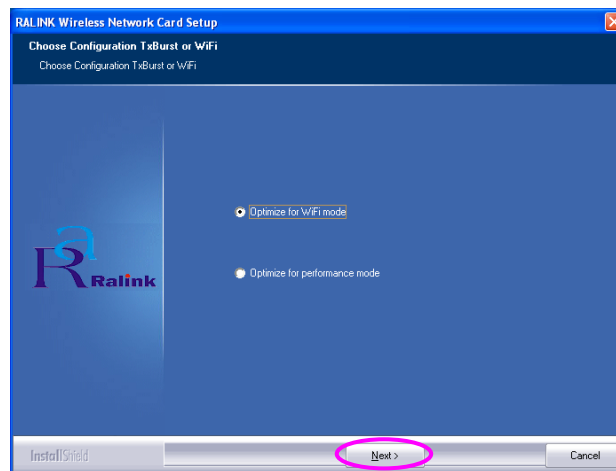 RALINK Wireless Network Card Setup
Choose Configuration TxBurst or WiFi
Choose Configuration TxBurst or WiFi
Optimize for WiFi mode
Optimize for performance mode
Ralink
InstallShield
Next >
Cancel